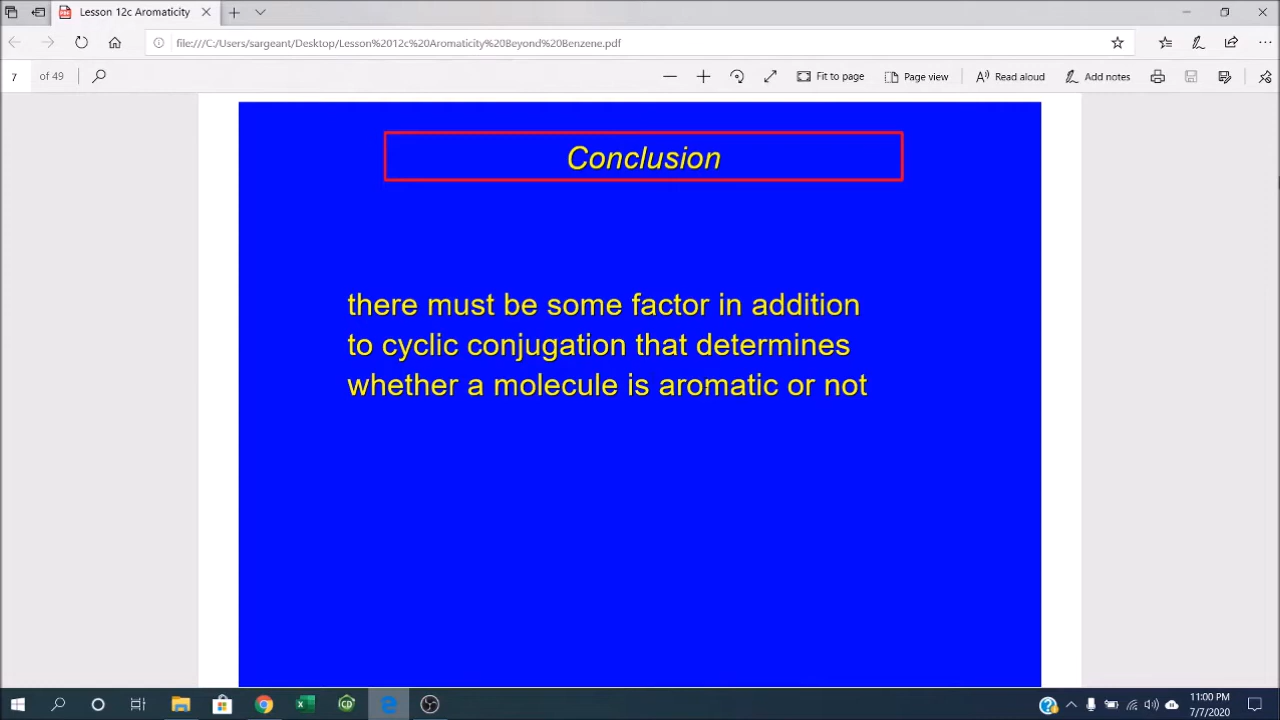 Lesson 12c Aromaticity
file:///C:/Users/sargeant/Desktop/Lesson%2012c%20Aromaticity%20Beyond%20Benzene.pdf
7 of 49 Fit to page Page view Read aloud Add notes
Conclusion
there must be some factor in addition
to cyclic conjugation that determines
whether a molecule is aromatic or not
11:00 PM
7/7/2020